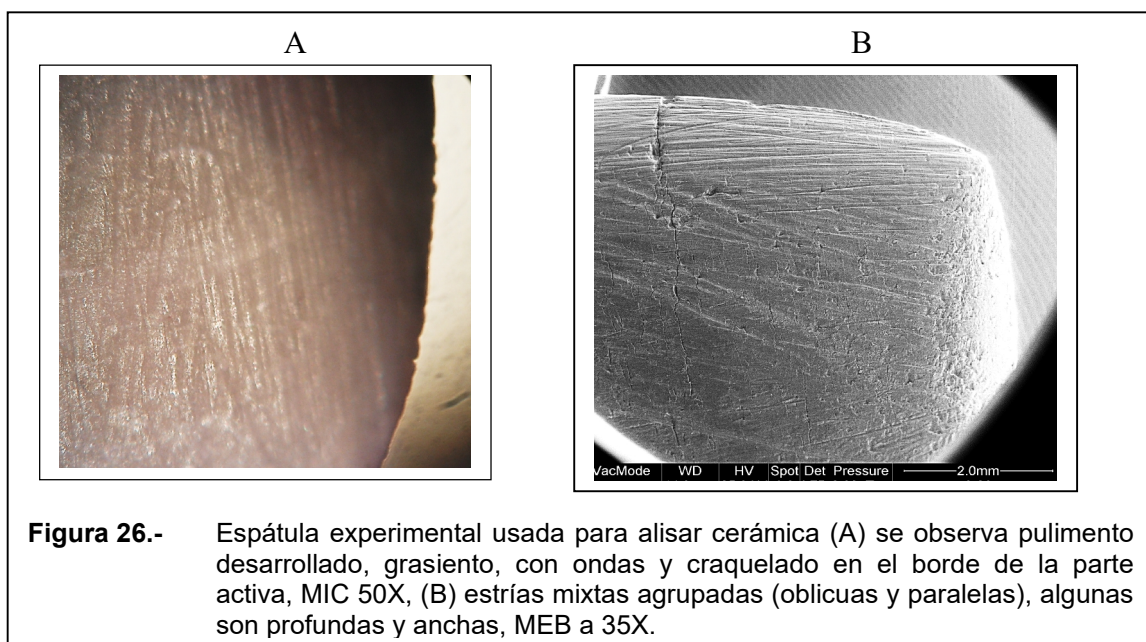 A
B
VacMode WD HV Spot Det Pressure 2.0mm
Figura 26.- Espátula experimental usada para alisar cerámica (A) se observa pulimento
desarrollado, grasiento, con ondas y craquelado en el borde de la parte
activa, MIC 50X, (B) estrías mixtas agrupadas (oblicuas y paralelas), algunas
son profundas y anchas, MEB a 35X.